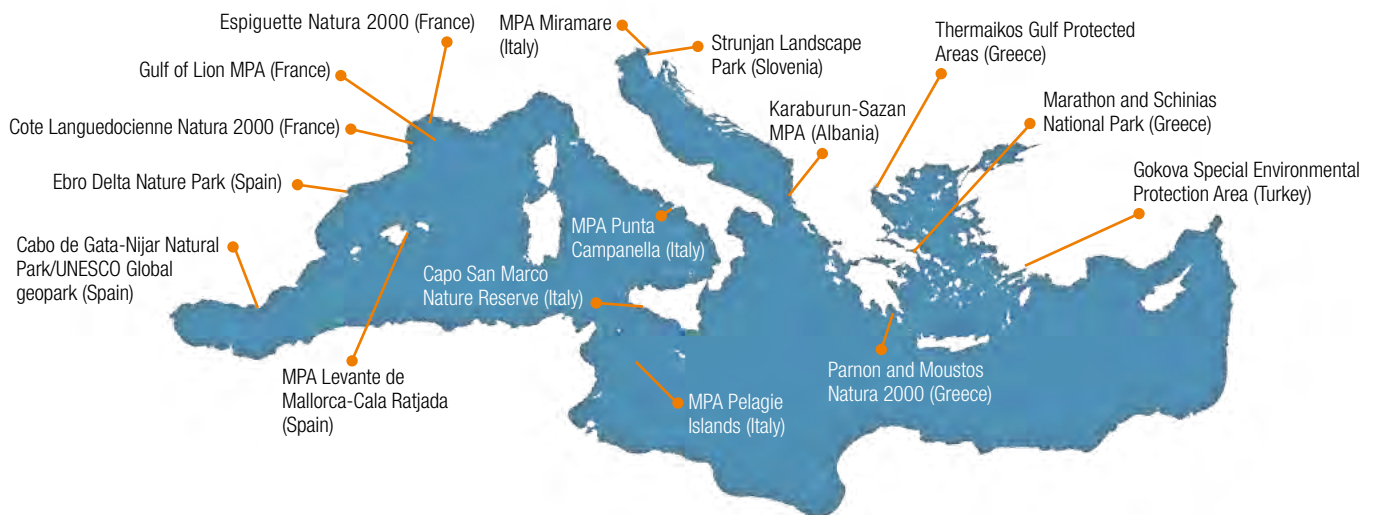 Espiguette Natura 2000 (France)
Gulf of Lion MPA (France)
Cote Languedocienne Natura 2000 (France)
Ebro Delta Nature Park (Spain)
Cabo de Gata-Nijar Natural
Park/UNESCO Global
geopark (Spain)
MPA Levante de
Mallorca-Cala Ratjada
(Spain)
MPA Miramare
(Italy)
Strunjan Landscape
Park (Slovenia)
Karaburun-Sazan
MPA (Albania)
MPA Punta
Campanella (Italy)
Capo San Marco
Nature Reserve (Italy)
MPA Pelagie
Islands (Italy)
Thermaikos Gulf Protected
Areas (Greece)
Marathon and Schinias
National Park (Greece)
Gokova Special Environmental
Protection Area (Turkey)
Parnon and Moustos
Natura 2000 (Greece)